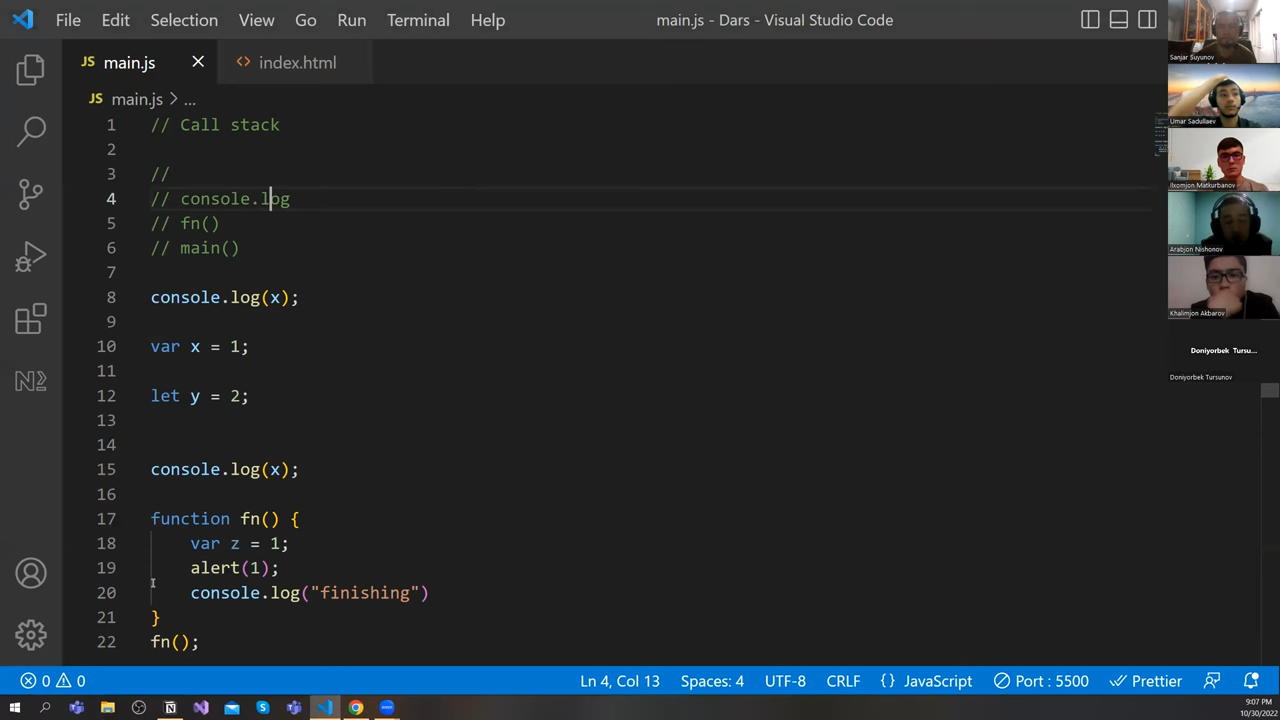 File Edit Selection View Go Run Terminal Help main.js - Dars - Visual Studio Code
JS main.js × <> index.html
JS main.js > ...
1 // Call stack
2
3 //
4 // console.log
5 // fn()
6 // main()
7
8 console.log(x);
9
10 var x = 1;
11
12 let y = 2;
13
14
15 console.log(x);
16
17 function fn() {
18 var z = 1;
19 alert(1);
20 console.log("finishing")
21 }
22 fn();
0 0 Ln 4, Col 13 Spaces: 4 UTF-8 CRLF {} JavaScript Port : 5500 Prettier
9:07 PM
10/30/2022
Sanjar Suyunov
Umar Sadullaev
Ilxomjon Matkurbanov
Arabjon Nishonov
Khalimjon Akbarov
Doniyorbek Tursu...
Doniyorbek Tursunov